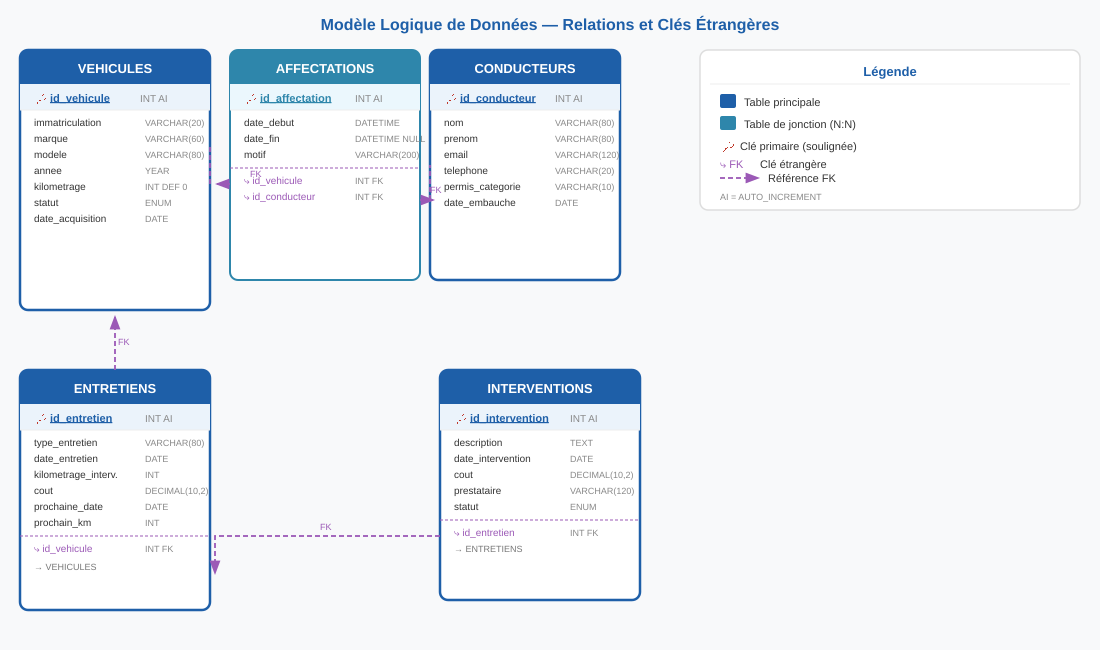 Modèle Logique de Données — Relations et Clés Étrangères
VEHICULES
id_vehicule INT AI
immatriculation VARCHAR(20)
marque VARCHAR(60)
modele VARCHAR(80)
annee YEAR
kilometrage INT DEF 0
statut ENUM
date_acquisition DATE
AFFECTATIONS
id_affectation INT AI
date_debut DATETIME
date_fin DATETIME NULL
motif VARCHAR(200)
FK
⤷ id_vehicule INT FK
⤷ id_conducteur INT FK
CONDUCTEURS
id_conducteur INT AI
nom VARCHAR(80)
prenom VARCHAR(80)
email VARCHAR(120)
telephone VARCHAR(20)
FK
permis_categorie VARCHAR(10)
date_embauche DATE
Légende
Table principale
Table de jonction (N:N)
Clé primaire (soulignée)
⤷ FK Clé étrangère
Référence FK
AI = AUTO_INCREMENT
FK
ENTRETIENS
id_entretien INT AI
type_entretien VARCHAR(80)
date_entretien DATE
kilometrage_interv. INT
cout DECIMAL(10,2)
prochaine_date DATE
prochain_km INT
⤷ id_vehicule INT FK
→ VEHICULES
FK
INTERVENTIONS
id_intervention INT AI
description TEXT
date_intervention DATE
cout DECIMAL(10,2)
prestataire VARCHAR(120)
statut ENUM
⤷ id_entretien INT FK
→ ENTRETIENS